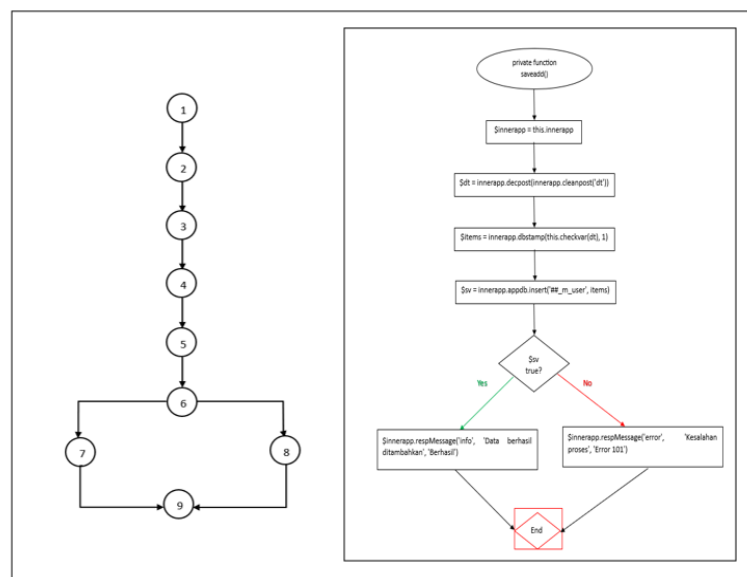 1
2
3
4
5
6
7
8
9
private function
saveadd()
$innerapp = this.innerapp
$dt = innerapp.decpost(innerapp.cleanpost('dt'))
$items = innerapp.dbstamp(this.checkvar(dt), 1)
$sv = innerapp.appdb.insert('##_m_user', items)
$sv
true?
Yes
No
$innerapp.respMessage('info', 'Data berhasil
ditambahkan', 'Berhasil')
$innerapp.respMessage('error', 'Kesalahan
proses', 'Error 101')
End